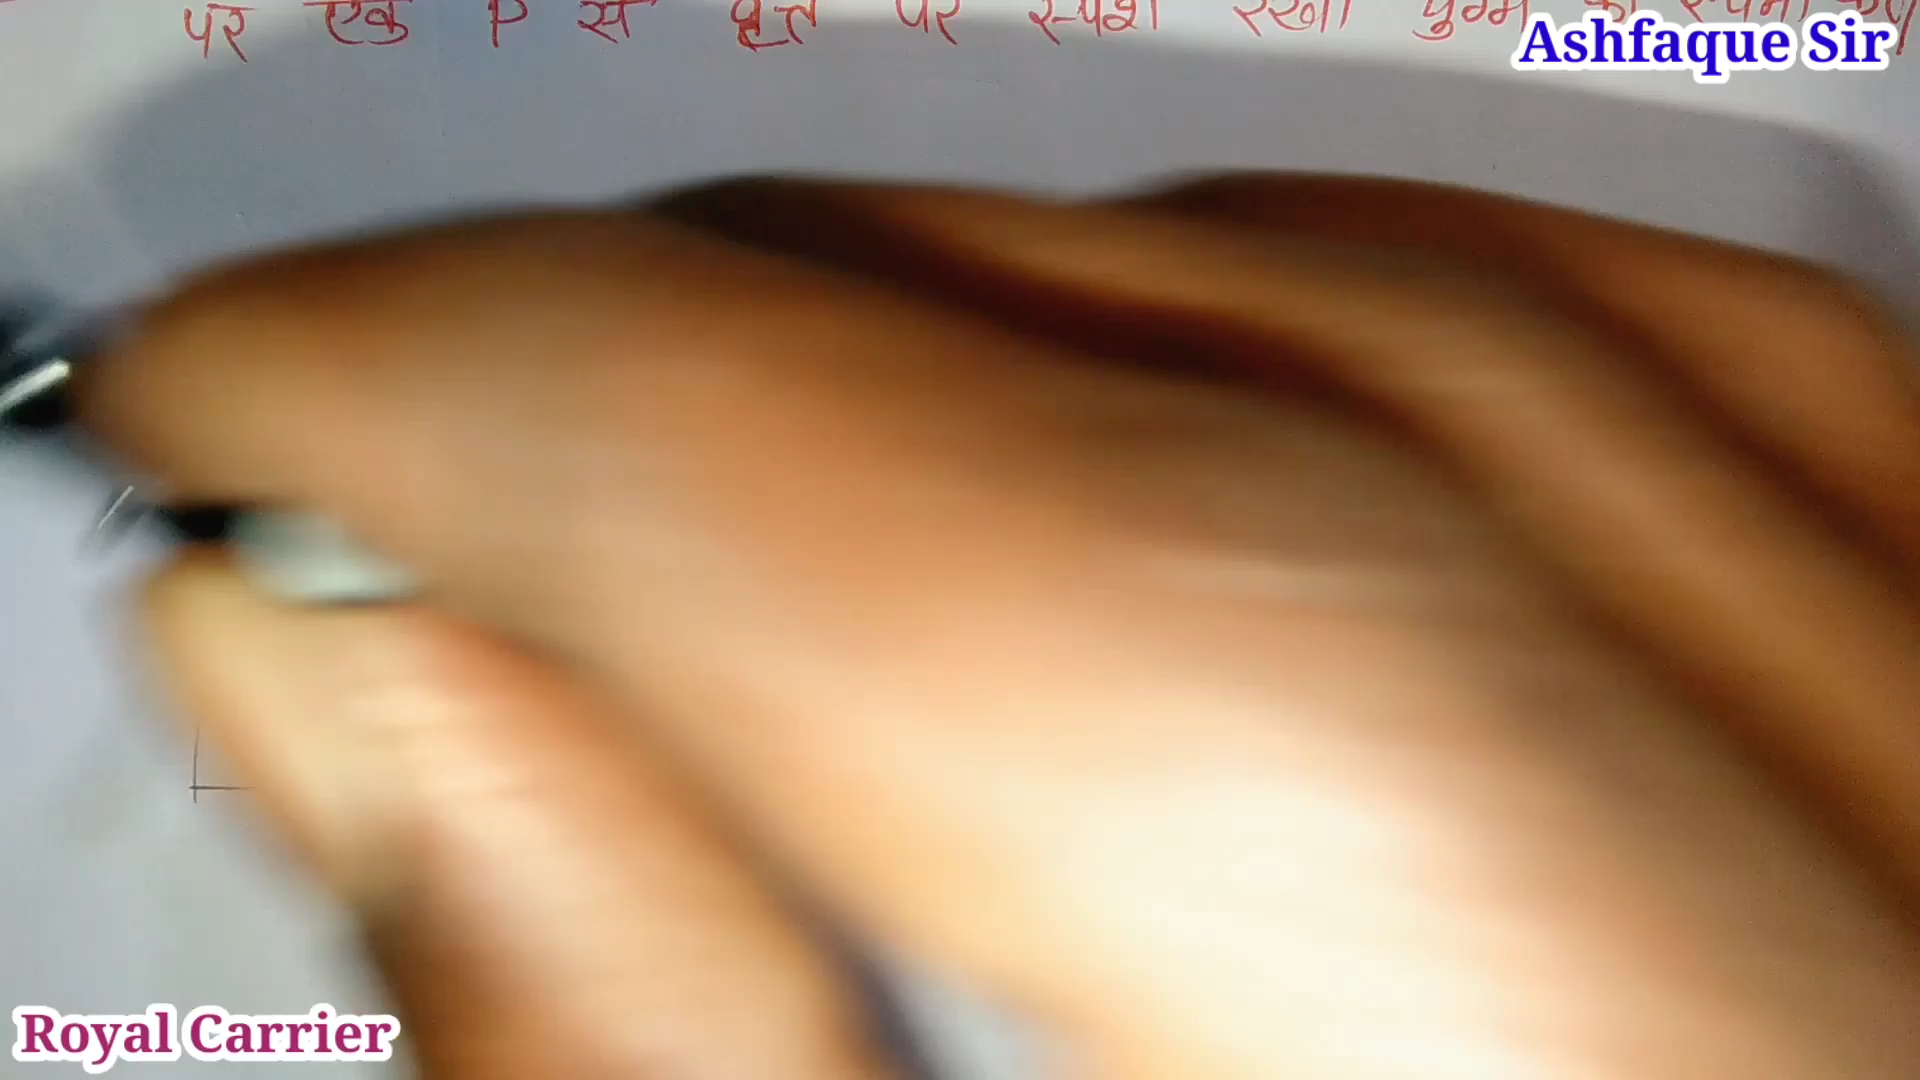 पर एक P से वृत्त पर स्पर्श रेखा युग्म की
Ashfaque Sir
Royal Carrier